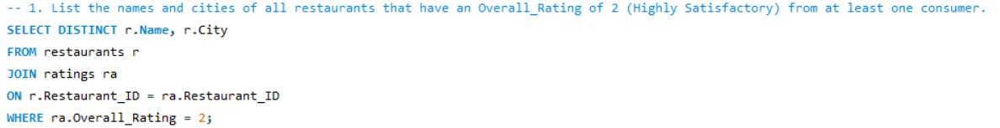 -- 1. List the names and cities of all restaurants that have an Overall_Rating of 2 (Highly Satisfactory) from at least one consumer.
SELECT DISTINCT r.Name, r.City
FROM restaurants r
JOIN ratings ra
ON r.Restaurant_ID = ra.Restaurant_ID
WHERE ra.Overall_Rating = 2;